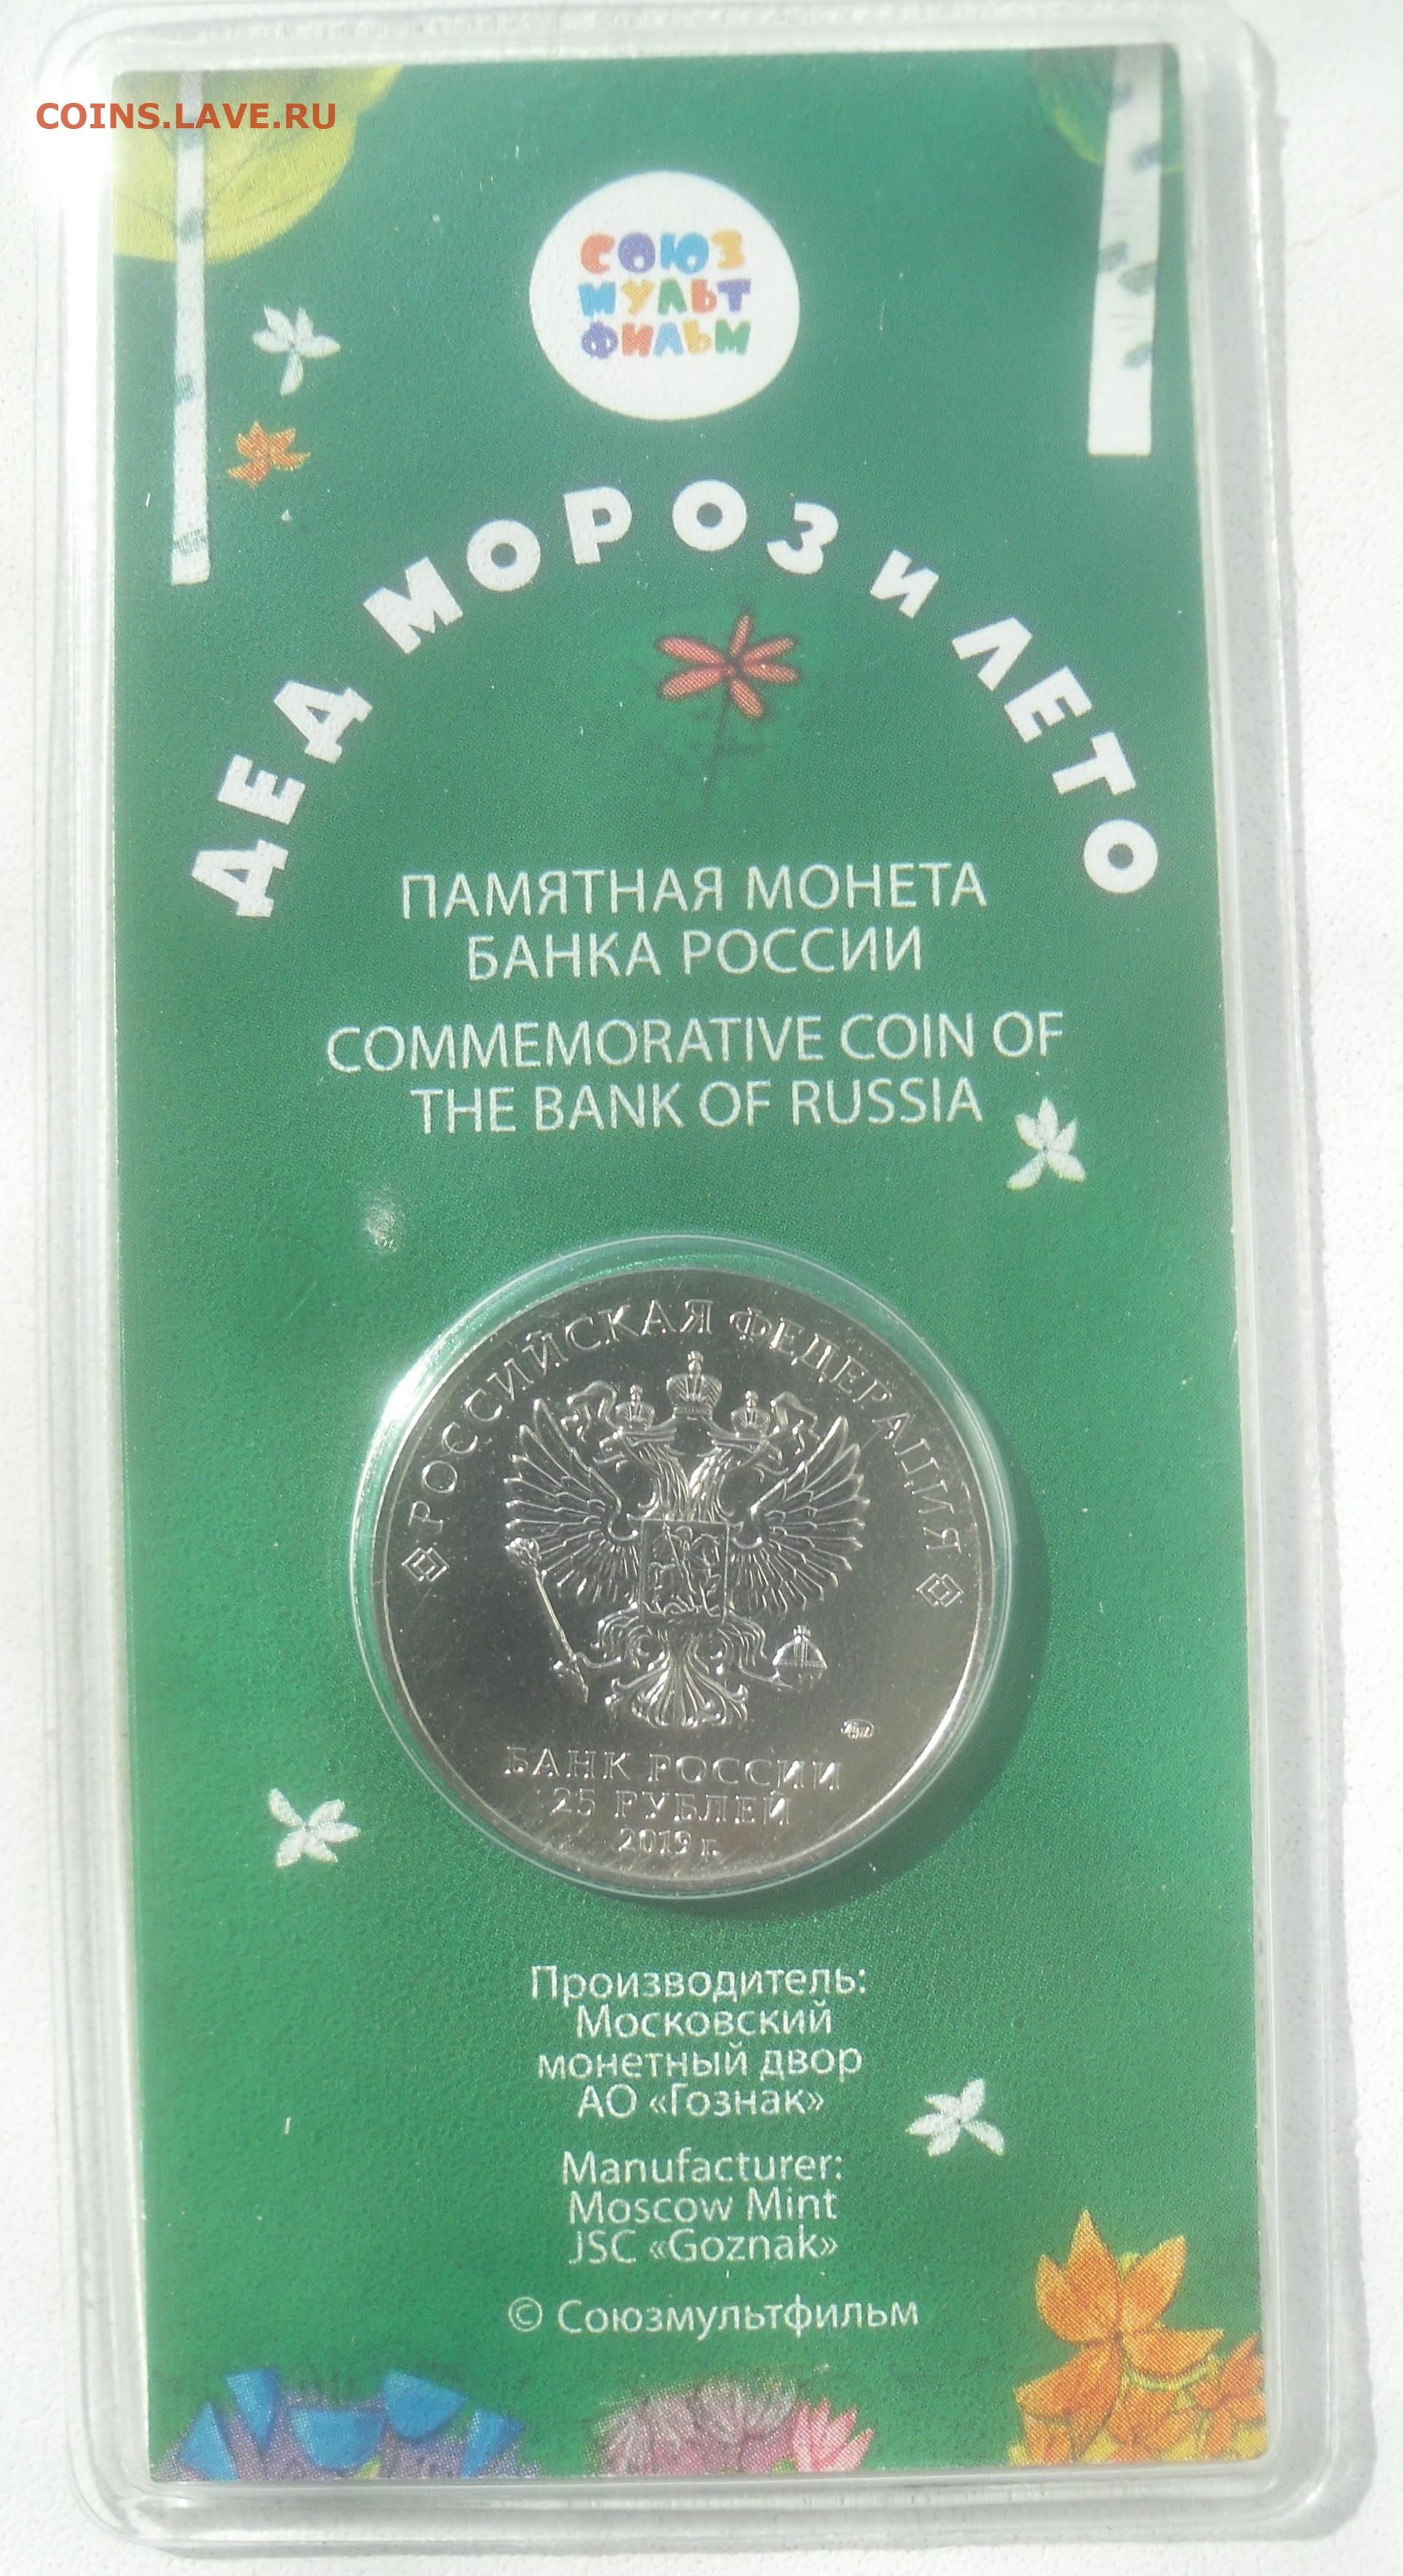 COINS.LAVE.RU
СОЮЗ
МУЛЬТ
ФИЛЬМ
ДЕД МОРОЗ И ЛЕТО
ПАМЯТНАЯ МОНЕТА
БАНКА РОССИИ
COMMEMORATIVE COIN OF
THE BANK OF RUSSIA
РОССИЙСКАЯ ФЕДЕРАЦИЯ
БАНК РОССИИ
25 РУБЛЕЙ
2019 г.
Производитель:
Московский
монетный двор
АО «Гознак»
Manufacturer:
Moscow Mint
JSC «Goznak»
© Союзмультфильм